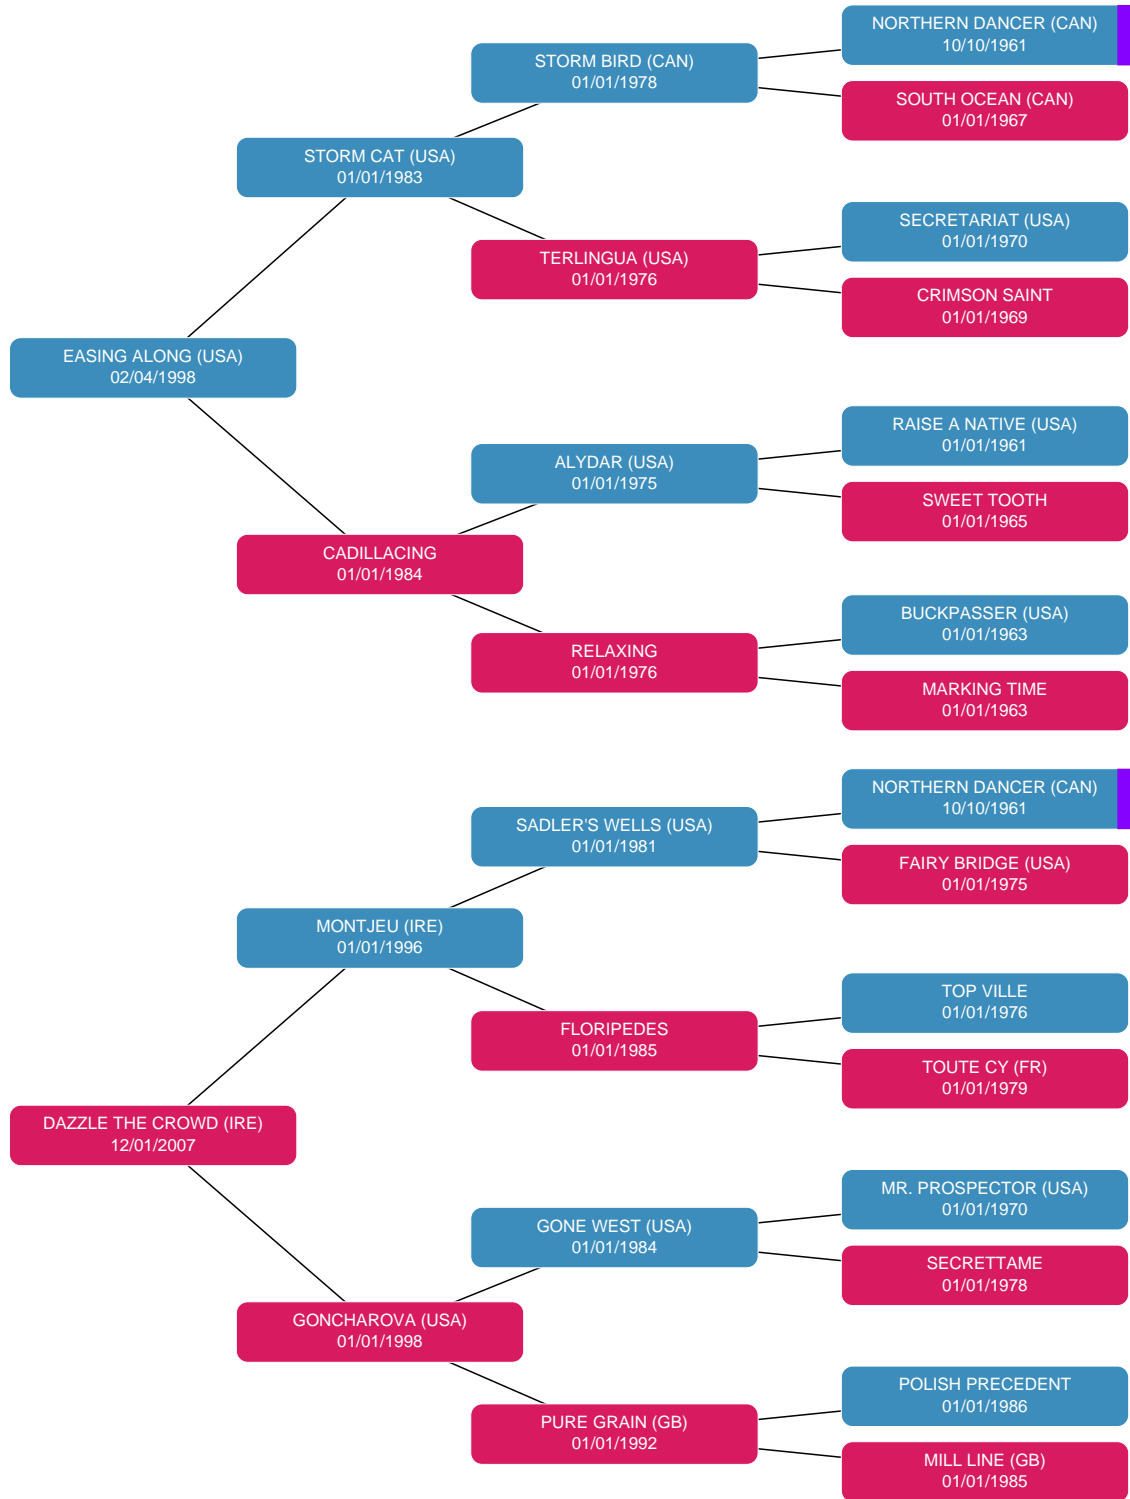 NORTHERN DANCER (CAN)
10/10/1961
STORM BIRD (CAN)
01/01/1978
SOUTH OCEAN (CAN)
01/01/1967
STORM CAT (USA)
01/01/1983
SECRETARIAT (USA)
01/01/1970
TERLINGUA (USA)
01/01/1976
CRIMSON SAINT
01/01/1969
EASING ALONG (USA)
02/04/1998
RAISE A NATIVE (USA)
01/01/1961
ALYDAR (USA)
01/01/1975
SWEET TOOTH
01/01/1965
CADILLACING
01/01/1984
BUCKPASSER (USA)
01/01/1963
RELAXING
01/01/1976
MARKING TIME
01/01/1963
NORTHERN DANCER (CAN)
10/10/1961
SADLER'S WELLS (USA)
01/01/1981
FAIRY BRIDGE (USA)
01/01/1975
MONTJEU (IRE)
01/01/1996
TOP VILLE
01/01/1976
FLORIPEDES
01/01/1985
TOUTE CY (FR)
01/01/1979
DAZZLE THE CROWD (IRE)
12/01/2007
MR. PROSPECTOR (USA)
01/01/1970
GONE WEST (USA)
01/01/1984
SECRETTAME
01/01/1978
GONCHAROVA (USA)
01/01/1998
POLISH PRECEDENT
01/01/1986
PURE GRAIN (GB)
01/01/1992
MILL LINE (GB)
01/01/1985